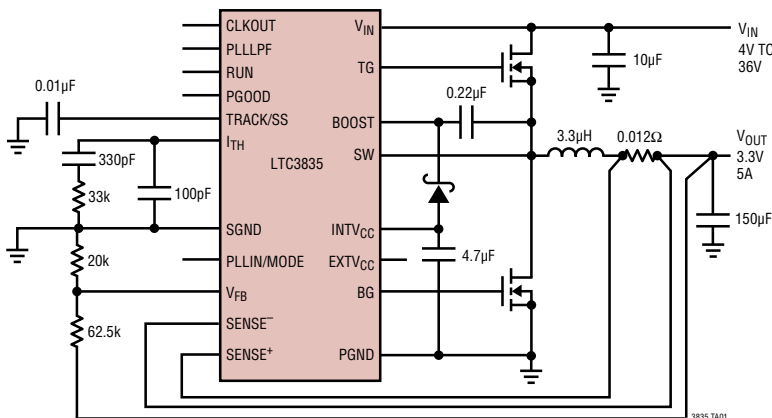 CLKOUT
PLLLPF
RUN
PGOOD
TRACK/SS
ITH
LTC3835
SGND
PLLIN/MODE
VFB
SENSE–
SENSE+
VIN
TG
BOOST
SW
INTVCC
EXTVCC
BG
PGND
0.01µF
330pF
33k
100pF
20k
62.5k
0.22µF
4.7µF
3.3µH
0.012Ω
10µF
VIN
4V TO
36V
VOUT
3.3V
5A
150µF
3835 TA01